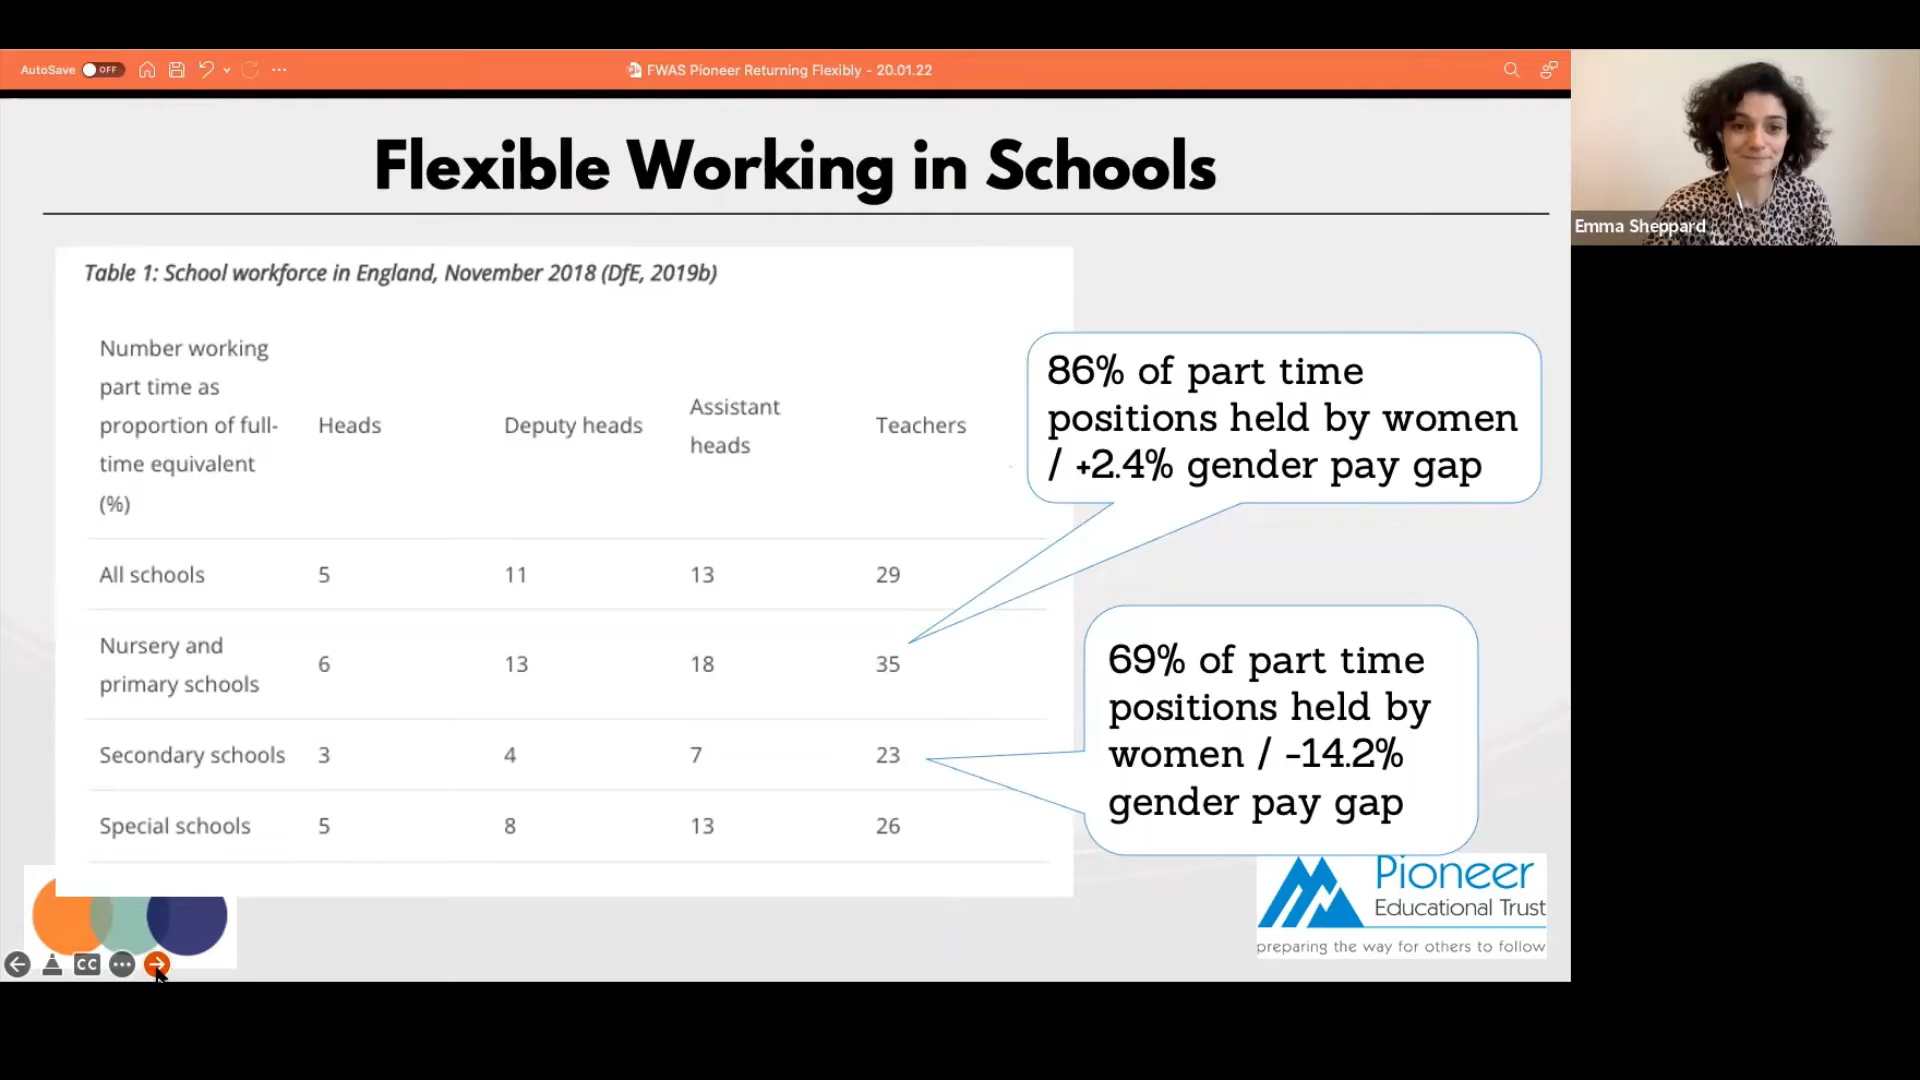 AutoSave OFF
FWAS Pioneer Returning Flexibly - 20.01.22
Flexible Working in Schools
Emma Sheppard
Table 1: School workforce in England, November 2018 (DfE, 2019b)
Number working
part time as
proportion of full-
time equivalent
(%)
Heads
Deputy heads
Assistant
heads
Teachers
All schools 5 11 13 29
Nursery and
primary schools
6 13 18 35
Secondary schools 3 4 7 23
Special schools 5 8 13 26
86% of part time
positions held by women
/ +2.4% gender pay gap
69% of part time
positions held by
women / -14.2%
gender pay gap
Pioneer
Educational Trust
preparing the way for others to follow
CC